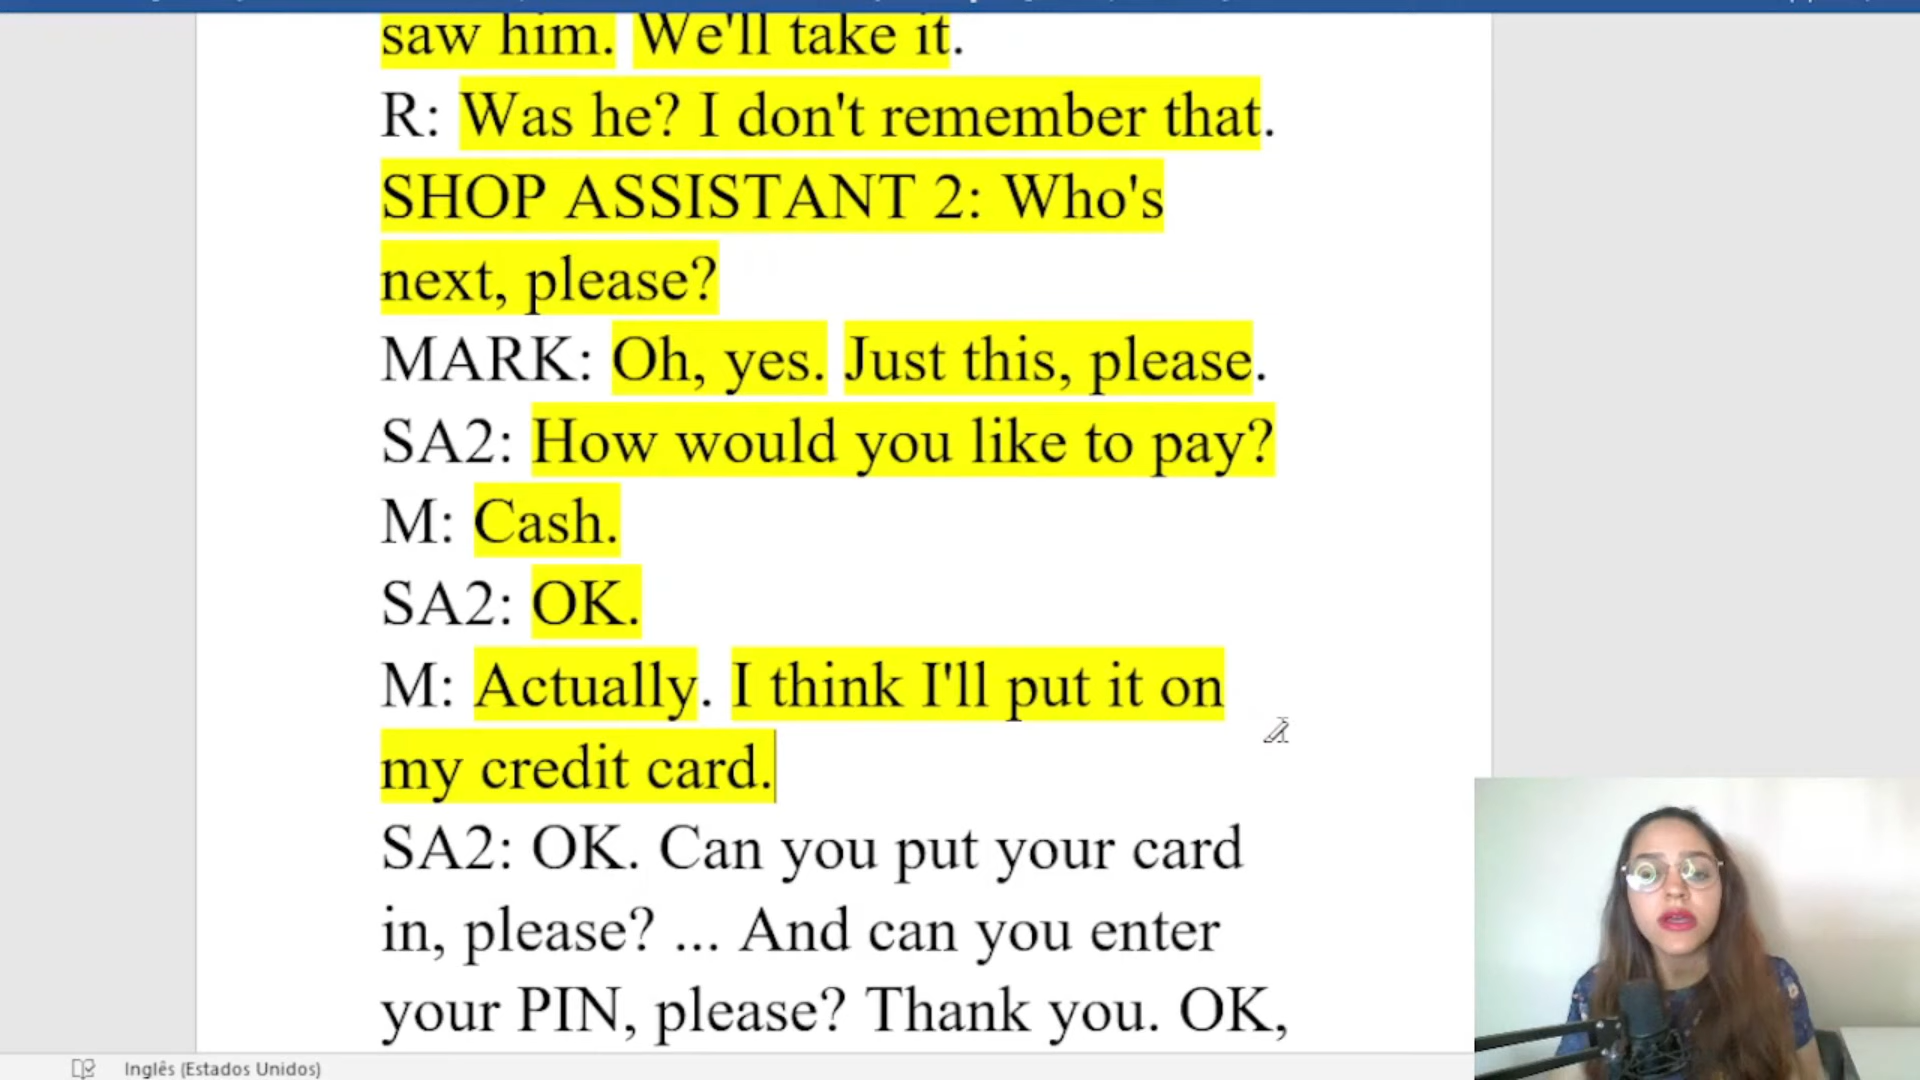 saw him. We'll take it.
R: Was he? I don't remember that.
SHOP ASSISTANT 2: Who's
next, please?
MARK: Oh, yes. Just this, please.
SA2: How would you like to pay?
M: Cash.
SA2: OK.
M: Actually. I think I'll put it on
my credit card.
SA2: OK. Can you put your card
in, please? ... And can you enter
your PIN, please? Thank you. OK,
Inglês (Estados Unidos)